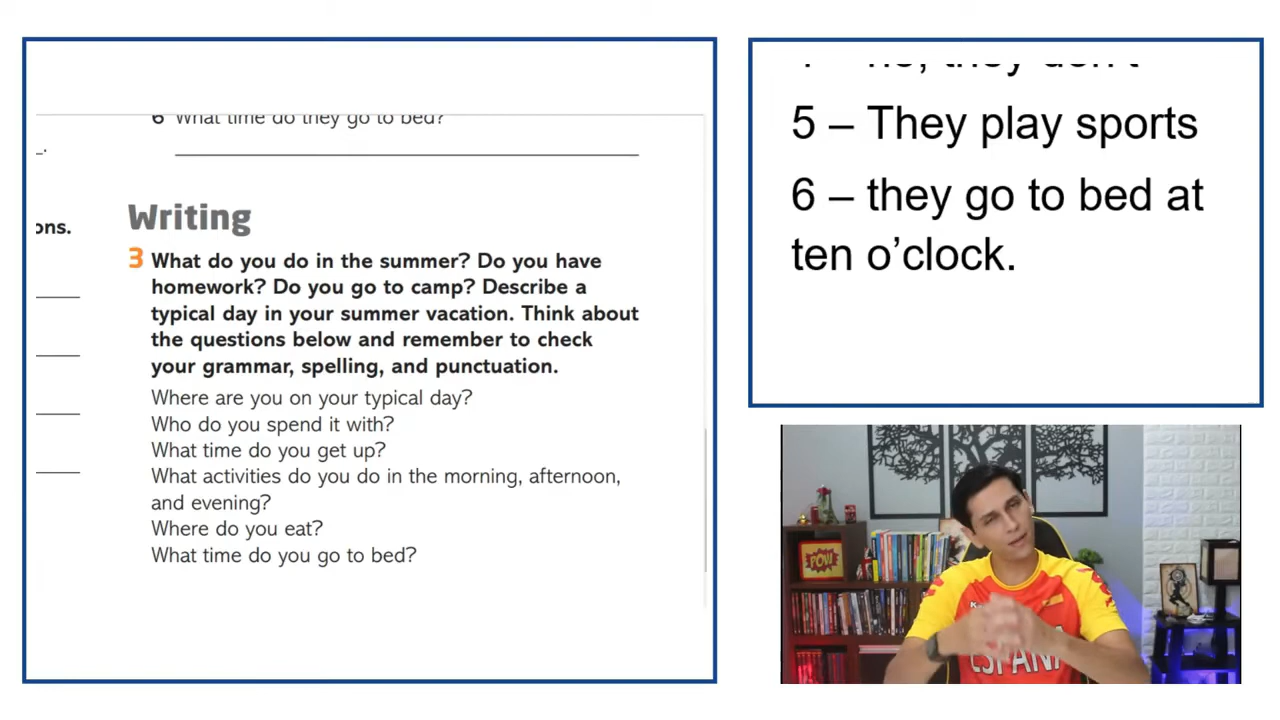 6 What time do they go to bed?
ons.
Writing
3 What do you do in the summer? Do you have
homework? Do you go to camp? Describe a
typical day in your summer vacation. Think about
the questions below and remember to check
your grammar, spelling, and punctuation.
Where are you on your typical day?
Who do you spend it with?
What time do you get up?
What activities do you do in the morning, afternoon,
and evening?
Where do you eat?
What time do you go to bed?
they don't
5 – They play sports
6 – they go to bed at
ten o'clock.
POW
ESPAÑA